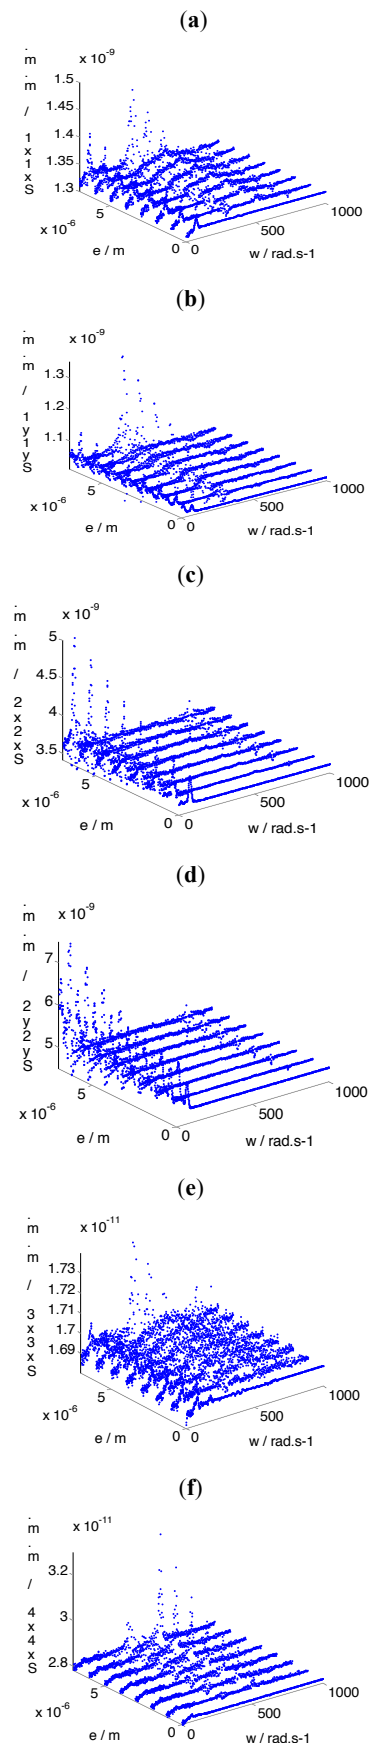 (a)
x 10-9
S x 1 x 1 / m . m .
1.5
1.45
1.4
1.35
1.3
5
x 10-6
e / m
0
0
500
1000
w / rad.s-1
(b)
x 10-9
S y 1 y 1 / m . m .
1.3
1.2
1.1
5
x 10-6
e / m
0
0
500
1000
w / rad.s-1
(c)
x 10-9
S x 2 x 2 / m . m .
5
4.5
4
3.5
5
x 10-6
e / m
0
0
500
1000
w / rad.s-1
(d)
x 10-9
S y 2 y 2 / m . m .
7
6
5
5
x 10-6
e / m
0
0
500
1000
w / rad.s-1
(e)
x 10-11
S x 3 x 3 / m . m .
1.73
1.72
1.71
1.7
1.69
5
x 10-6
e / m
0
0
500
1000
w / rad.s-1
(f)
x 10-11
S x 4 x 4 / m . m .
3.2
3
2.8
5
x 10-6
e / m
0
0
500
1000
w / rad.s-1